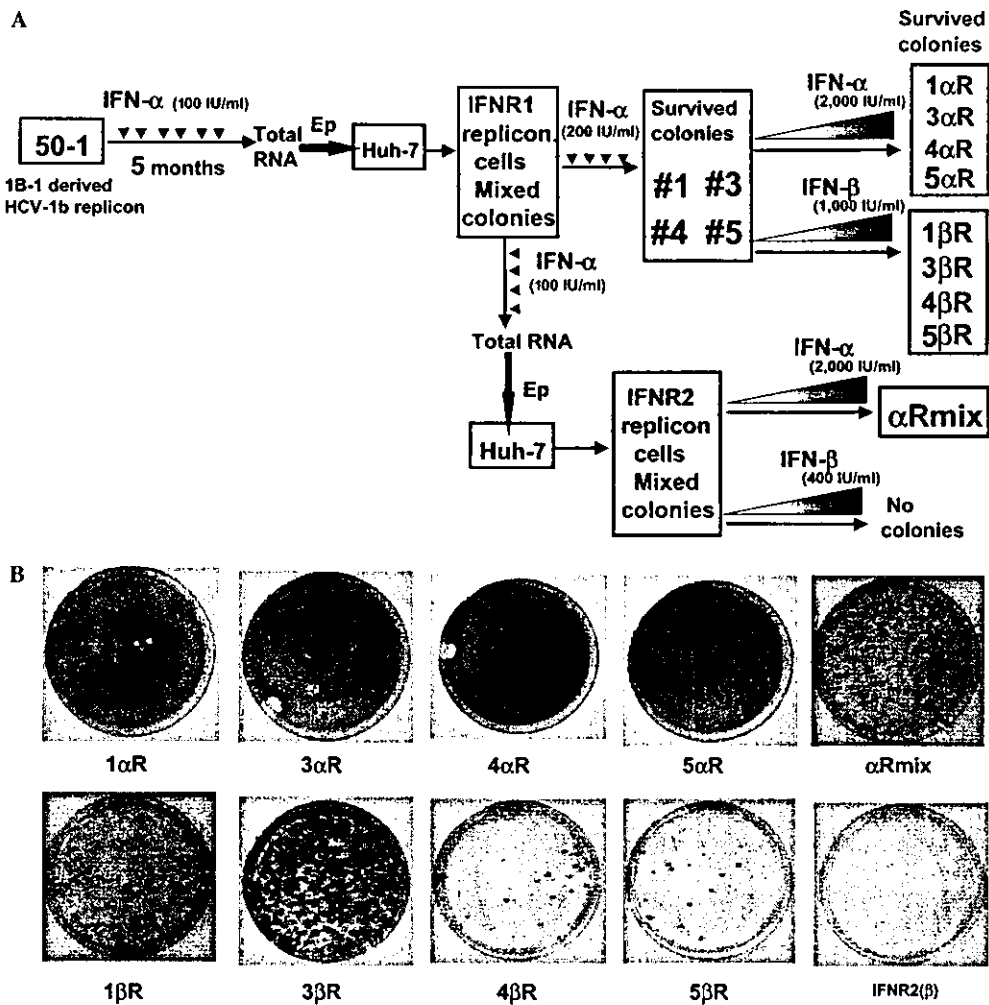 A
IFN-α (100 IU/ml)
50-1
5 months
1B-1 derived
HCV-1b replicon
Total
RNA
Ep
Huh-7
IFNR1
replicon
cells
Mixed
colonies
IFN-α
(200 IU/ml)
Survived
colonies
#1 #3
#4 #5
IFN-α
(2,000 IU/ml)
IFN-β
(1,000 IU/ml)
Survived
colonies
1αR
3αR
4αR
5αR
1βR
3βR
4βR
5βR
IFN-α
(100 IU/ml)
Total RNA
Ep
Huh-7
IFNR2
replicon
cells
Mixed
colonies
IFN-α
(2,000 IU/ml)
αRmix
IFN-β
(400 IU/ml)
No
colonies
B
1αR
3αR
4αR
5αR
αRmix
1βR
3βR
4βR
5βR
IFNR2(β)